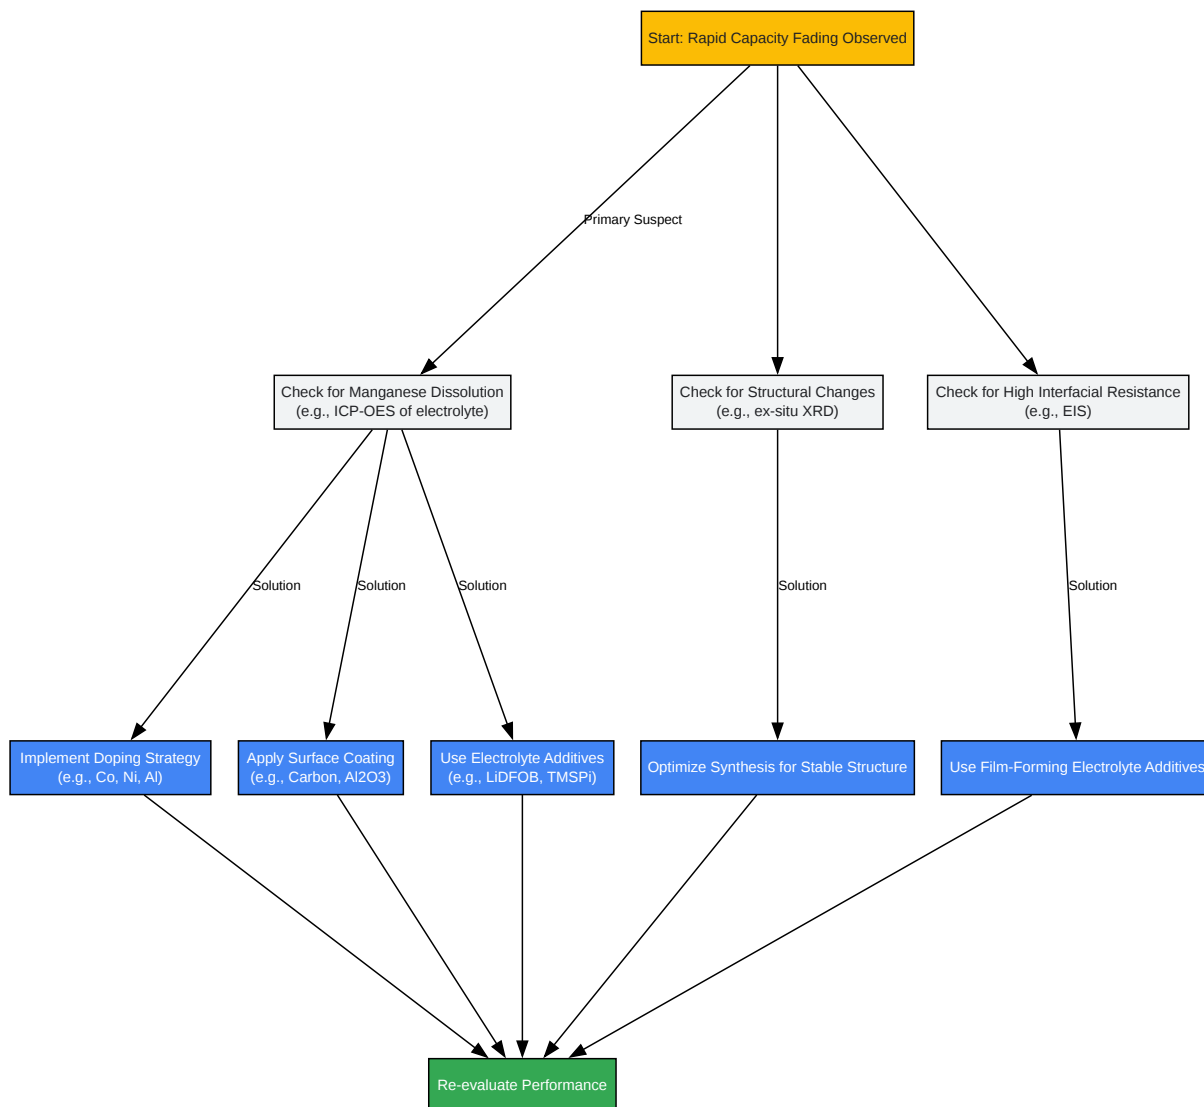 Start: Rapid Capacity Fading Observed
Primary Suspect
Check for Manganese Dissolution
(e.g., ICP-OES of electrolyte)
Check for Structural Changes
(e.g., ex-situ XRD)
Check for High Interfacial Resistance
(e.g., EIS)
Solution
Solution
Solution
Solution
Solution
Implement Doping Strategy
(e.g., Co, Ni, Al)
Apply Surface Coating
(e.g., Carbon, Al2O3)
Use Electrolyte Additives
(e.g., LiDFOB, TMSPi)
Optimize Synthesis for Stable Structure
Use Film-Forming Electrolyte Additives
Re-evaluate Performance